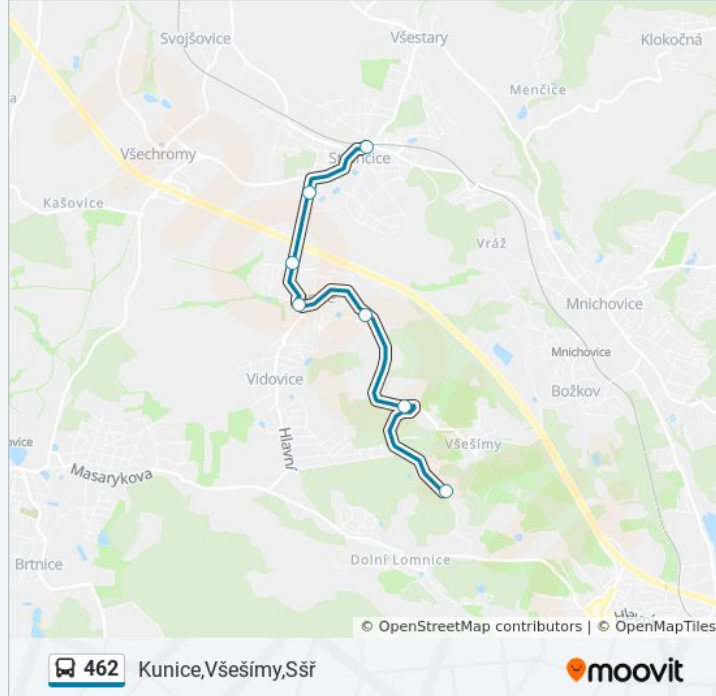 Svojšovice
Všestary
Klokočná
Menčice
Všechromy
Kašovice
Vráž
Mnichovice
Mnichovice
Božkov
Vidovice
Hlavní
Všešímy
Masarykova
Dolní Lomnice
Brtnice
© OpenStreetMap contributors | © OpenMapTiles
462 Kunice,Všešímy,Sšř
moovit